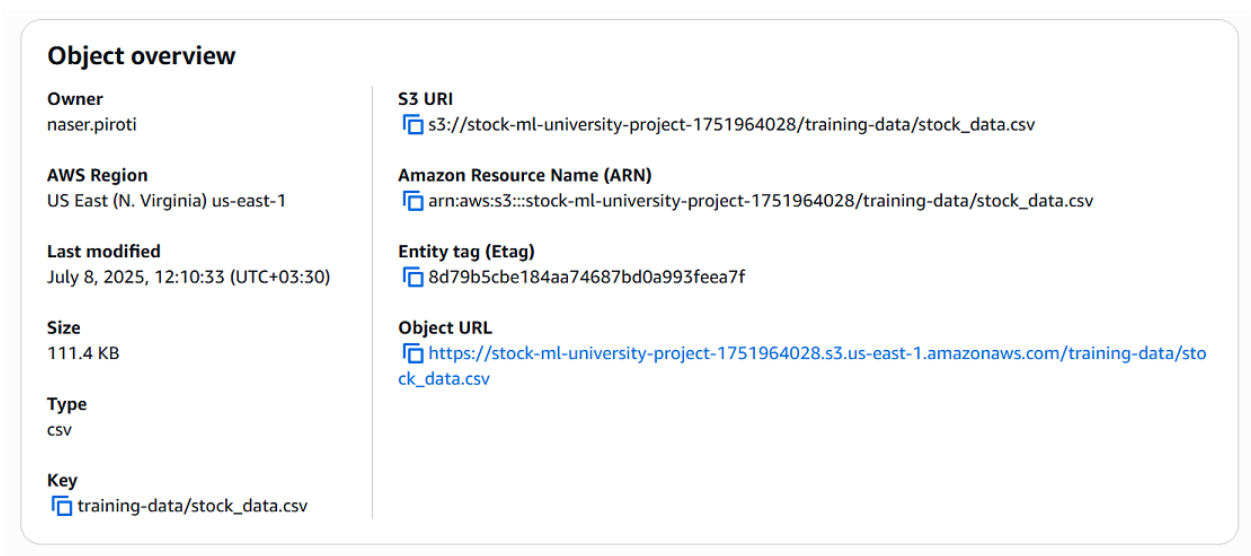 Object overview
Owner
naser.piroti
AWS Region
US East (N. Virginia) us-east-1
Last modified
July 8, 2025, 12:10:33 (UTC+03:30)
Size
111.4 KB
Type
csv
Key
training-data/stock_data.csv
S3 URI
s3://stock-ml-university-project-1751964028/training-data/stock_data.csv
Amazon Resource Name (ARN)
arn:aws:s3:::stock-ml-university-project-1751964028/training-data/stock_data.csv
Entity tag (Etag)
8d79b5cbe184aa74687bd0a993feea7f
Object URL
https://stock-ml-university-project-1751964028.s3.us-east-1.amazonaws.com/training-data/sto
ck_data.csv